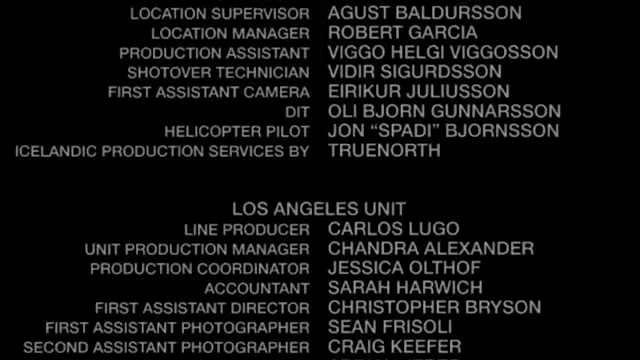 LOCATION SUPERVISOR AGUST BALDURSSON
LOCATION MANAGER ROBERT GARCIA
PRODUCTION ASSISTANT VIGGO HELGI VIGGOSSON
SHOTOVER TECHNICIAN VIDIR SIGURDSSON
FIRST ASSISTANT CAMERA EIRIKUR JULIUSSON
DIT OLI BJORN GUNNARSSON
HELICOPTER PILOT JON “SPADI” BJORNSSON
ICELANDIC PRODUCTION SERVICES BY TRUENORTH
LOS ANGELES UNIT
LINE PRODUCER CARLOS LUGO
UNIT PRODUCTION MANAGER CHANDRA ALEXANDER
PRODUCTION COORDINATOR JESSICA OLTHOF
ACCOUNTANT SARAH HARWICH
FIRST ASSISTANT DIRECTOR CHRISTOPHER BRYSON
FIRST ASSISTANT PHOTOGRAPHER SEAN FRISOLI
SECOND ASSISTANT PHOTOGRAPHER CRAIG KEEFER